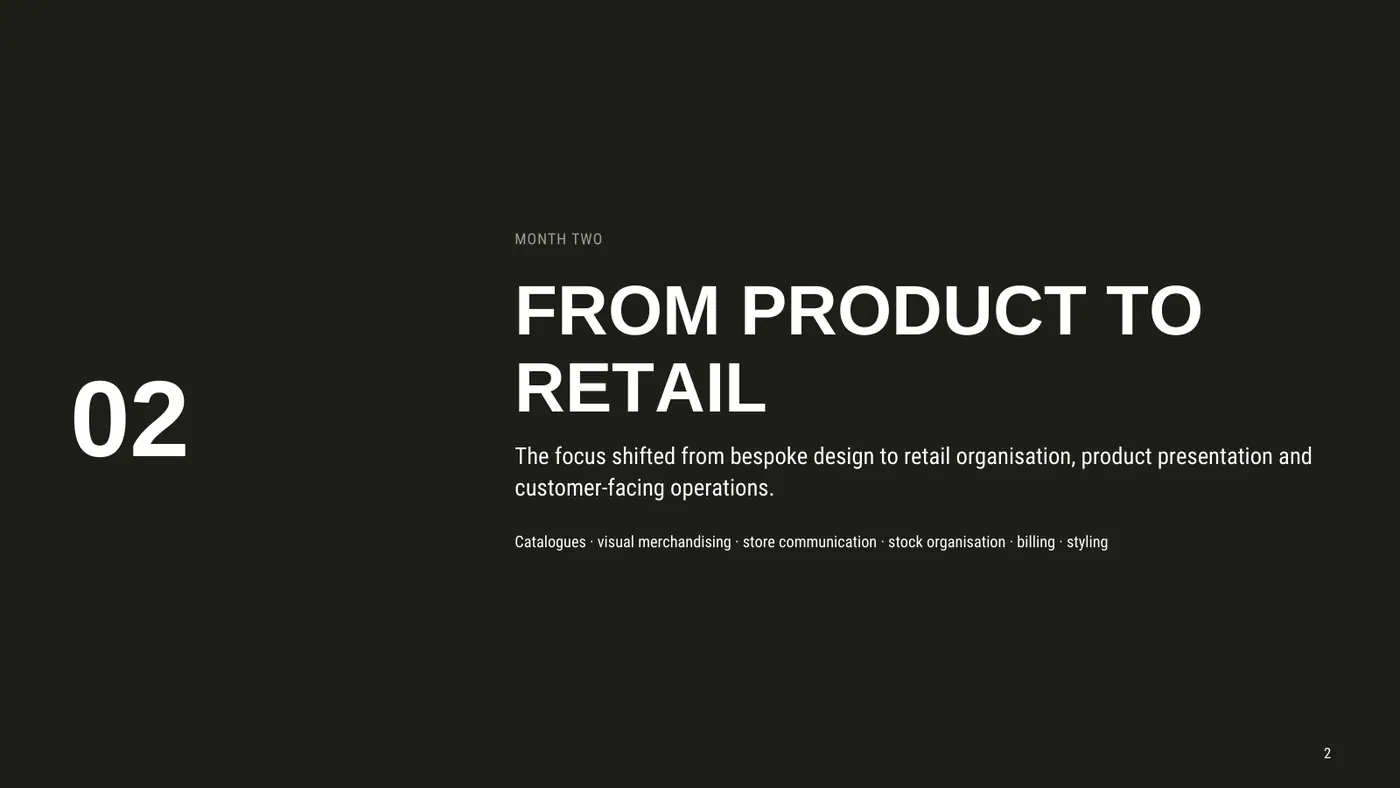 MONTH TWO
FROM PRODUCT TO
RETAIL
02
The focus shifted from bespoke design to retail organisation, product presentation and
customer-facing operations.
Catalogues · visual merchandising · store communication · stock organisation · billing · styling
2